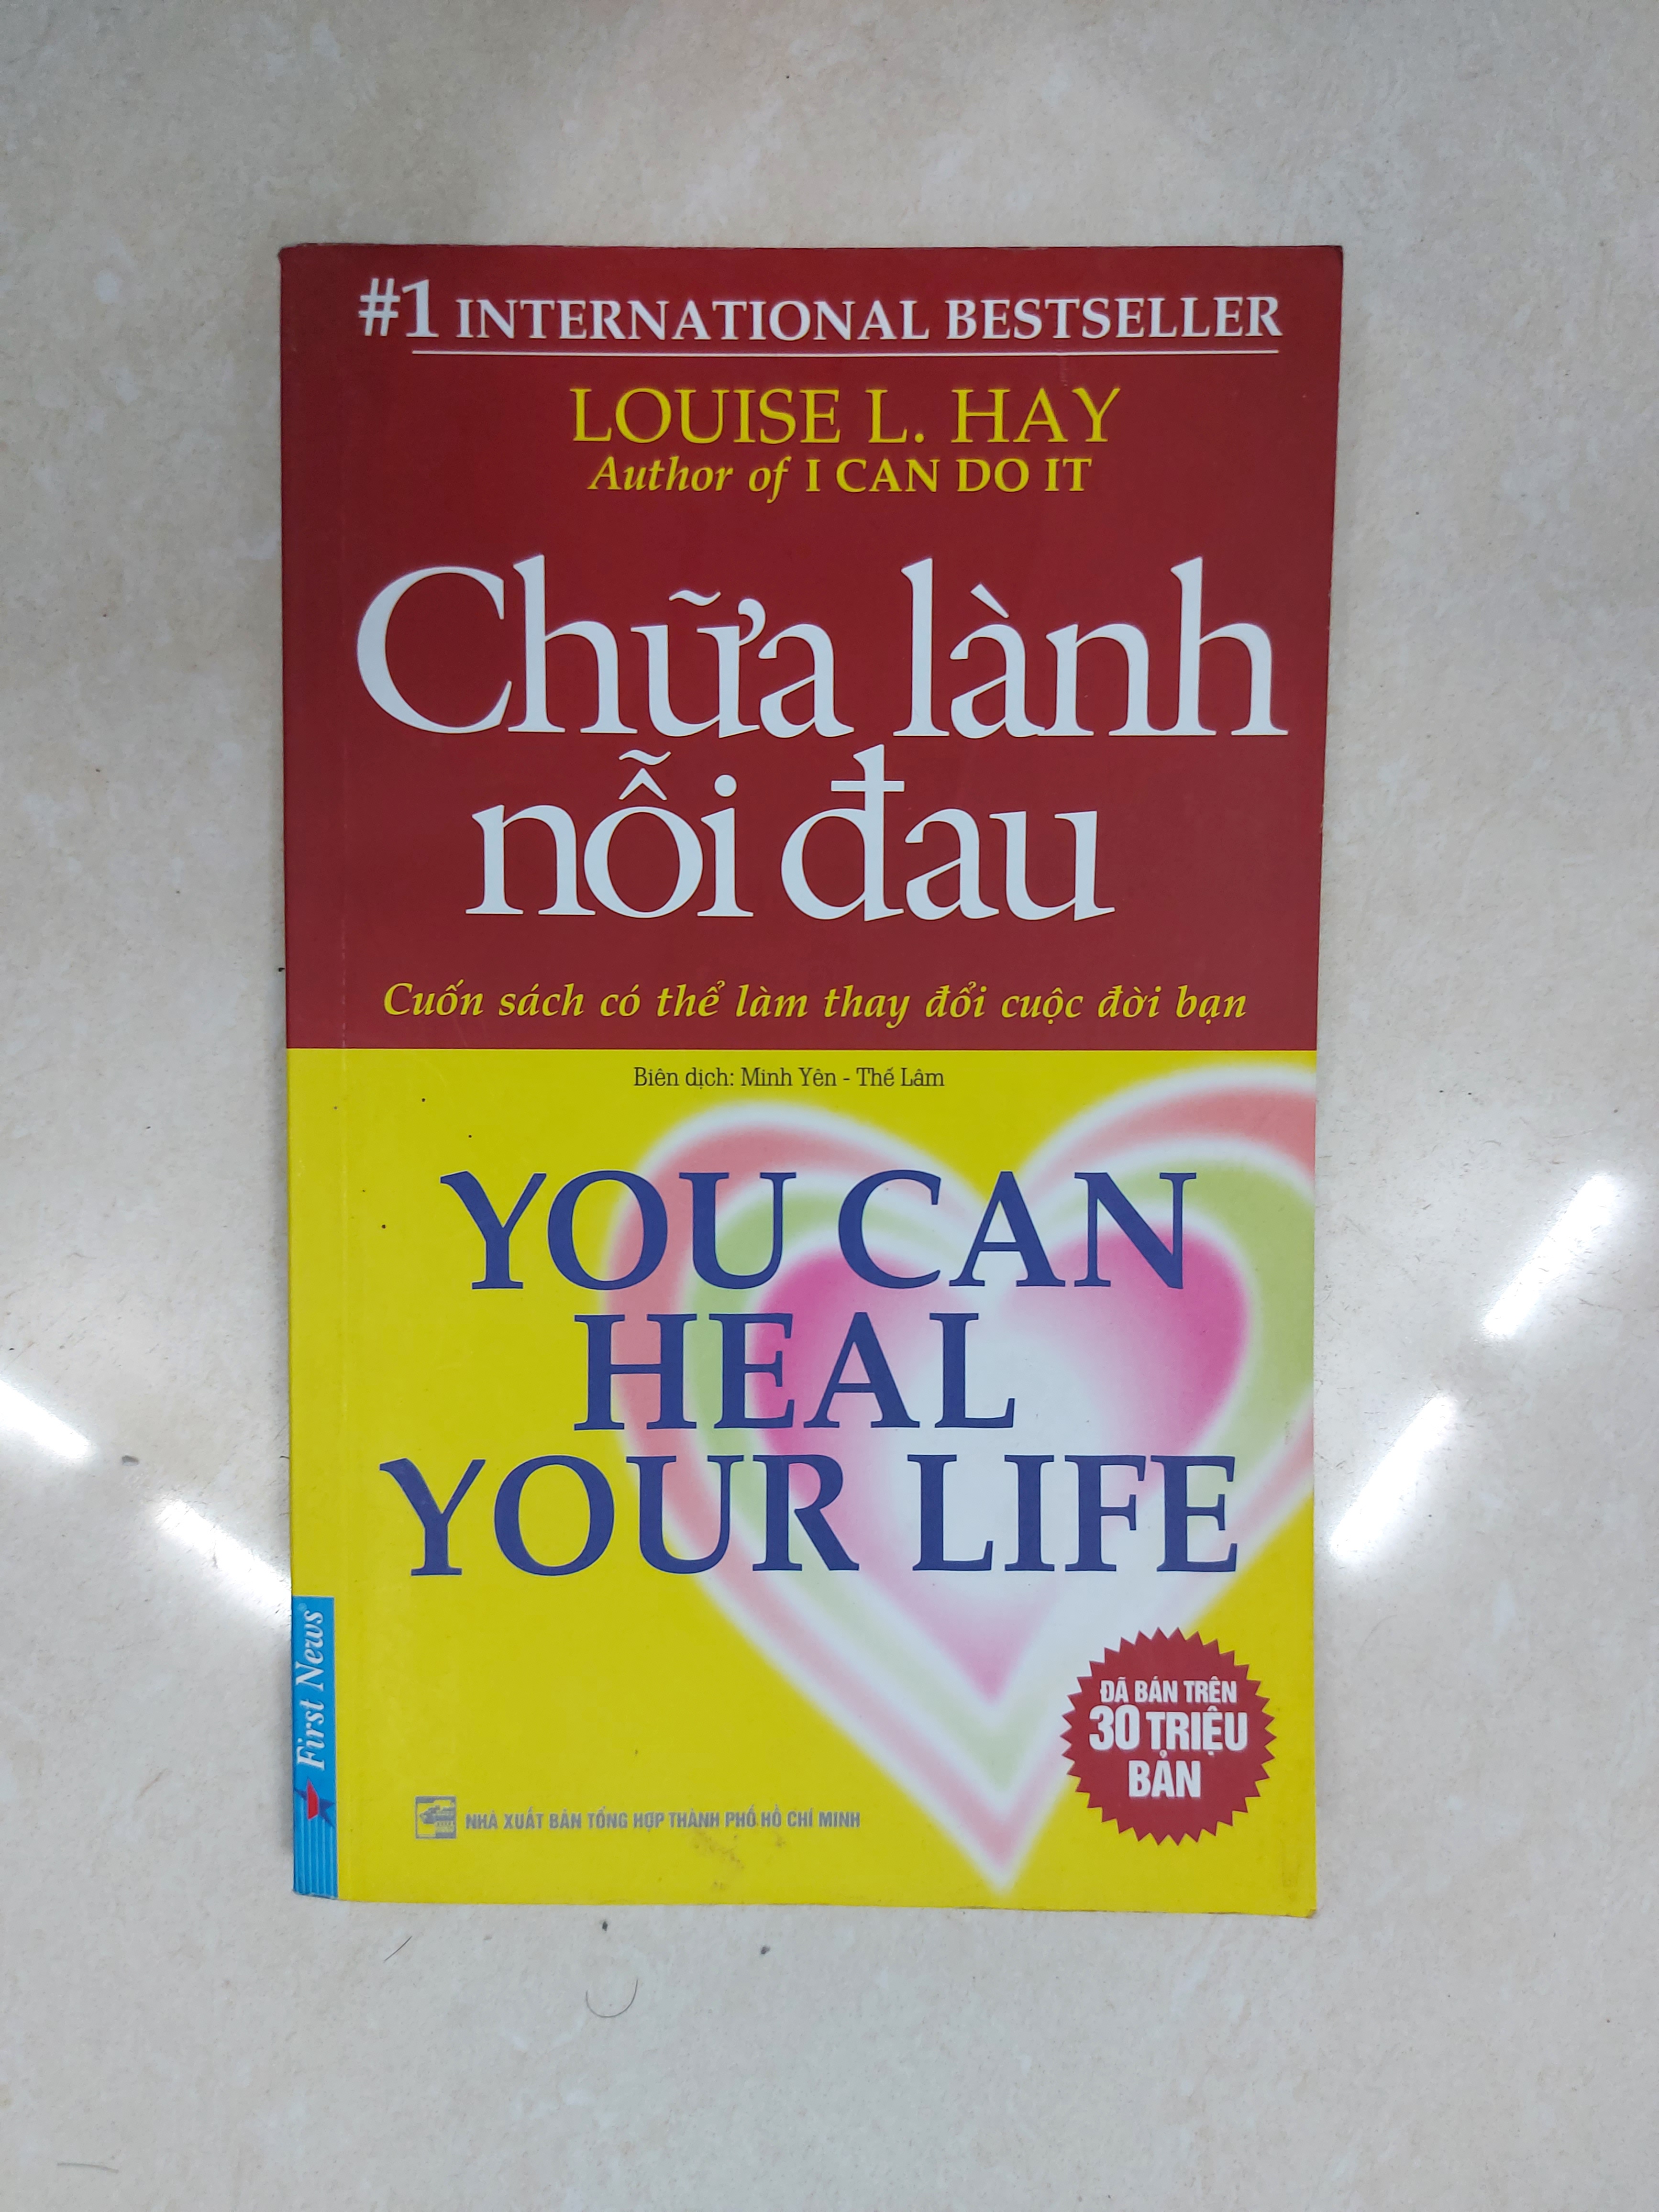 #1 INTERNATIONAL BESTSELLER
LOUISE L. HAY
Author of I CAN DO IT
Chữa lành
nỗi đau
Cuốn sách có thể làm thay đổi cuộc đời bạn
Biên dịch: Minh Yên - Thế Lâm
YOU CAN
HEAL
YOUR LIFE
First News
ĐÃ BÁN TRÊN
30 TRIỆU
BẢN
NHÀ XUẤT BẢN TỔNG HỢP THÀNH PHỐ HỒ CHÍ MINH